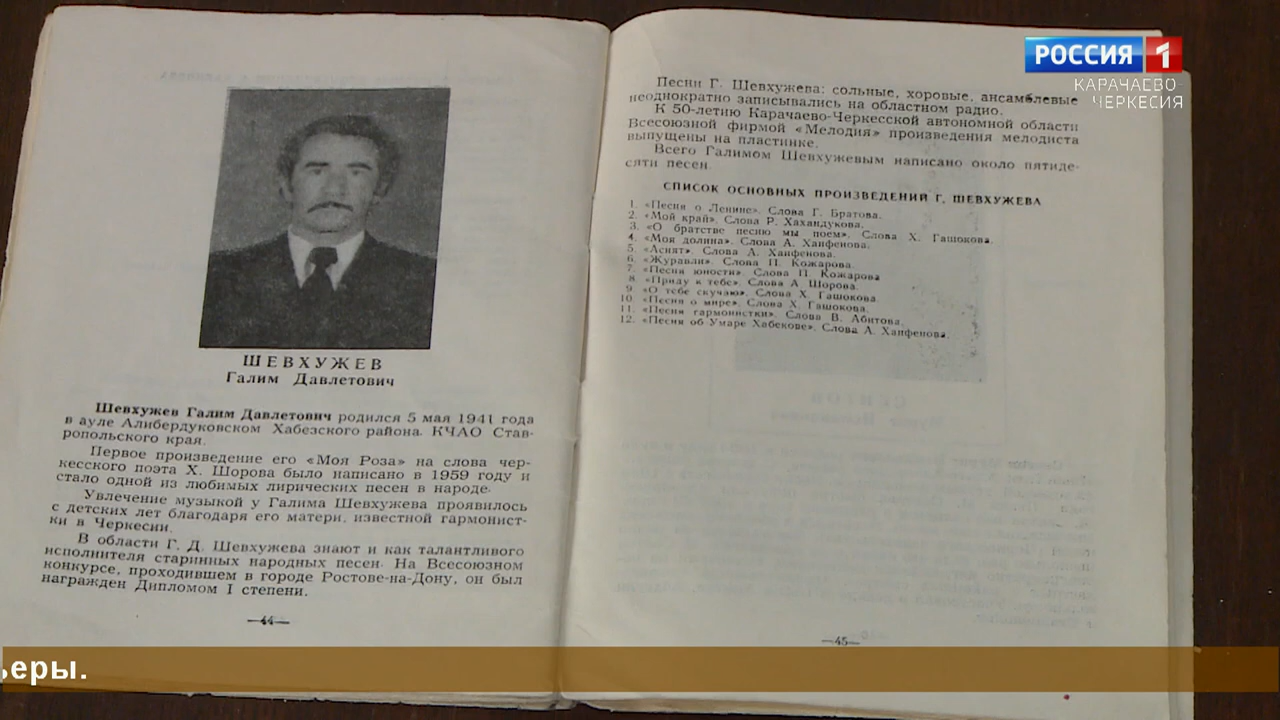 ШЕВХУЖЕВ
Галим Давлетович
Шевхужев Галим Давлетович родился 5 мая 1941 года
в ауле Алибердуковском Хабезского района КЧАО Став-
ропольского края.
Первое произведение его «Моя Роза» на слова чер-
кесского поэта Х. Шорова было написано в 1959 году и
стало одной из любимых лирических песен в народе.
Увлечение музыкой у Галима Шевхужева проявилось
с детских лет благодаря его матери, известной гармонист-
ки в Черкесии.
В области Г. Д. Шевхужева знают и как талантливого
исполнителя старинных народных песен. На Всесоюзном
конкурсе, проходившем в городе Ростове-на-Дону, он был
награжден Дипломом I степени.
—44—
Песни Г. Шевхужева: сольные, хоровые, ансамблевые
неоднократно записывались на областном радио.
К 50-летию Карачаево-Черкесской автономной области
Всесоюзной фирмой «Мелодия» произведения мелодиста
выпущены на пластинке.
Всего Галимом Шевхужевым написано около пятиде-
сяти песен.
СПИСОК ОСНОВНЫХ ПРОИЗВЕДЕНИЙ Г. ШЕВХУЖЕВА
1. «Песня о Ленине». Слова Г. Братова.
2. «Мой край». Слова Р. Хахандукова.
3. «О братстве песню мы поем». Слова Х. Гашокова.
4. «Моя долина». Слова А. Ханфенова.
5. «Аслят». Слова А. Ханфенова.
6. «Журавли». Слова П. Кожарова.
7. «Песня юности». Слова П. Кожарова
8. «Приду к тебе». Слова А. Шорова.
9. «О тебе скучаю». Слова Х. Гашокова.
10. «Песня о мире». Слова Х. Гашокова.
11. «Песня гармонистки». Слова В. Абитова.
12. «Песня об Умаре Хабекове». Слова А. Ханфенова.
—45—
РОССИЯ 1
КАРАЧАЕВО-
ЧЕРКЕСИЯ
ьеры.